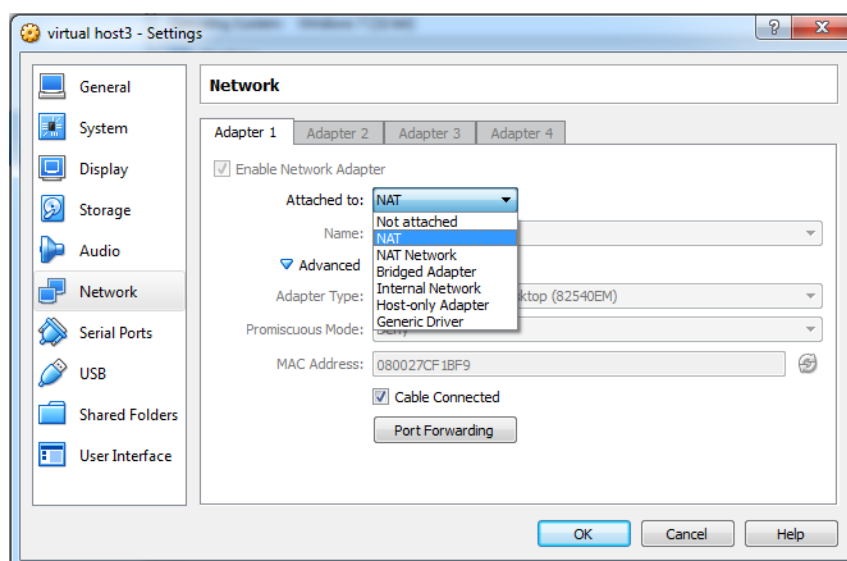 virtual host3 - Settings
General
System
Display
Storage
Audio
Network
Serial Ports
USB
Shared Folders
User Interface
Network
Adapter 1 Adapter 2 Adapter 3 Adapter 4
Enable Network Adapter
Attached to: NAT
Not attached
NAT
NAT Network
Bridged Adapter
Internal Network
Host-only Adapter
Generic Driver
Name:
Advanced
Adapter Type: (82540EM)
Promiscuous Mode:
MAC Address: 080027CF1BF9
Cable Connected
Port Forwarding
OK Cancel Help